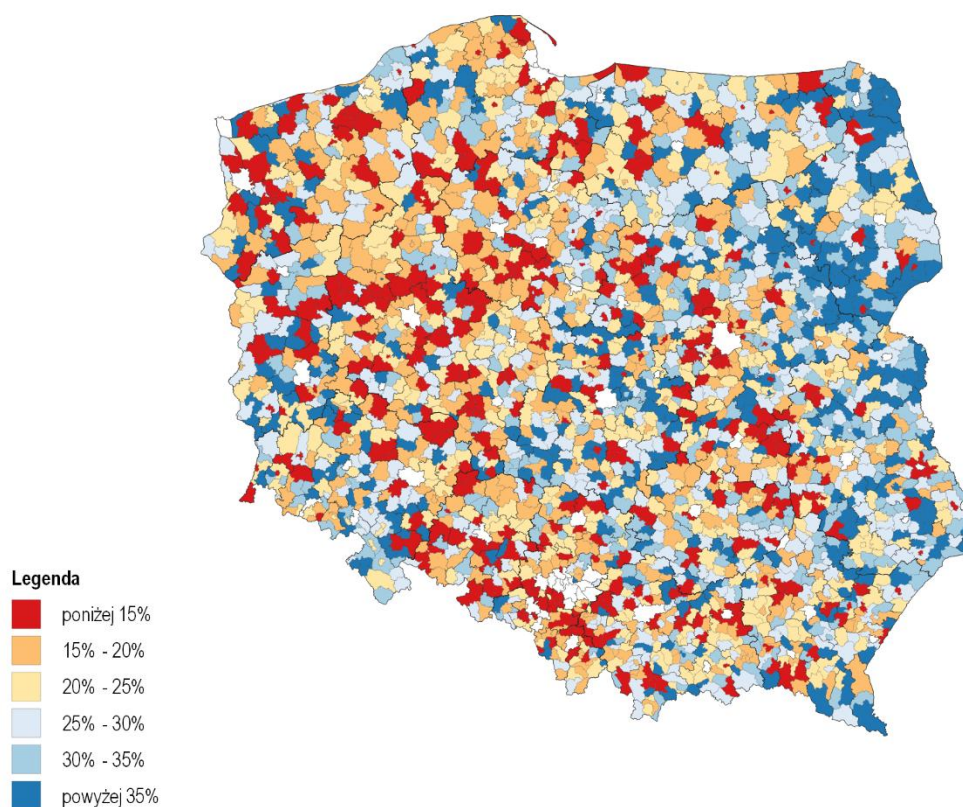 Legenda
poniżej 15%
15% - 20%
20% - 25%
25% - 30%
30% - 35%
powyżej 35%